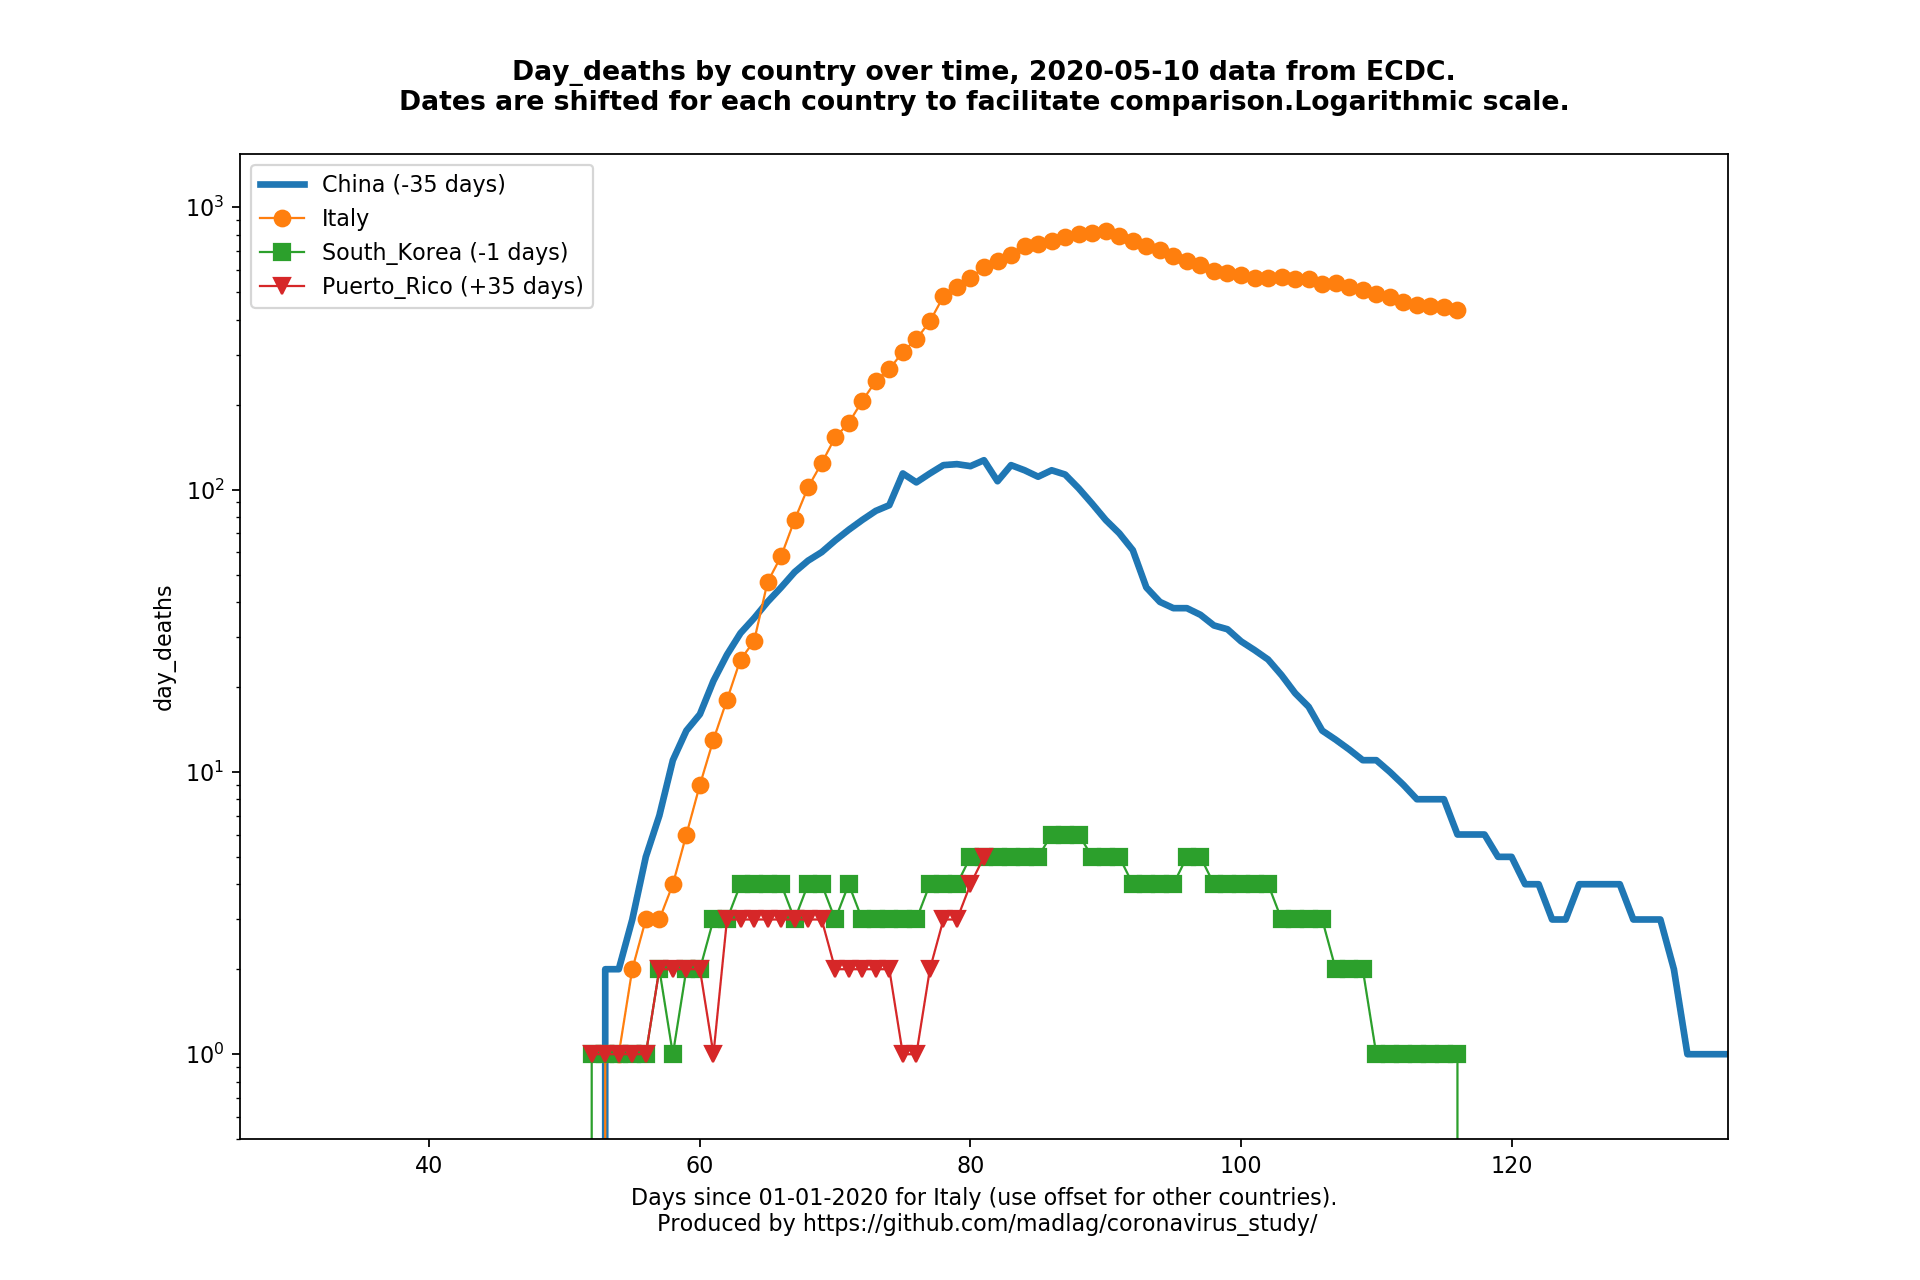 Day_deaths by country over time, 2020-05-10 data from ECDC.
Dates are shifted for each country to facilitate comparison.Logarithmic scale.
China (-35 days)
Italy
South_Korea (-1 days)
Puerto_Rico (+35 days)
10³
10²
10¹
10⁰
day_deaths
40 60 80 100 120
Days since 01-01-2020 for Italy (use offset for other countries).
Produced by https://github.com/madlag/coronavirus_study/